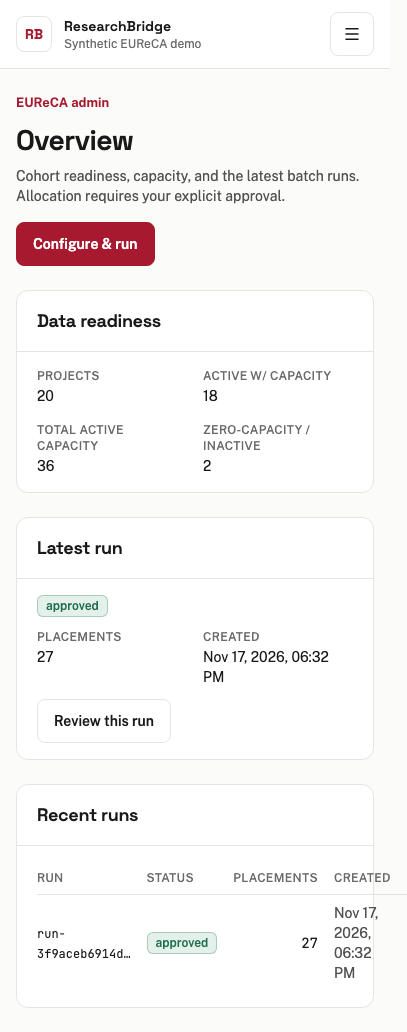 RB
ResearchBridge
Synthetic EUReCA demo
EUReCA admin
Overview
Cohort readiness, capacity, and the latest batch runs.
Allocation requires your explicit approval.
Configure & run
Data readiness
PROJECTS
20
ACTIVE W/ CAPACITY
18
TOTAL ACTIVE
CAPACITY
36
ZERO-CAPACITY /
INACTIVE
2
Latest run
approved
PLACEMENTS
27
CREATED
Nov 17, 2026, 06:32
PM
Review this run
Recent runs
RUN STATUS PLACEMENTS CREATED
run-
3f9aceb6914d…
approved
27
Nov 17,
2026,
06:32
PM